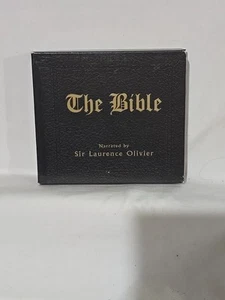 The Bible
Narrated by
Sir Laurence Olivier